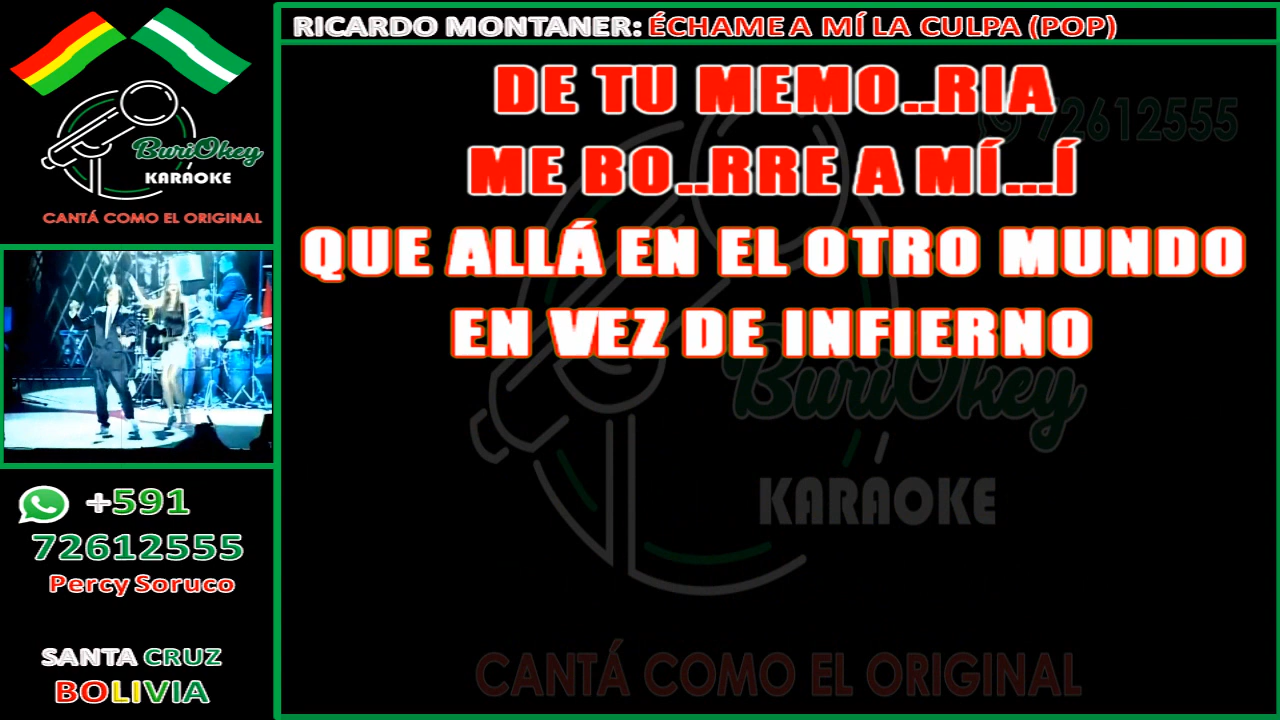 RICARDO MONTANER: ÉCHAME A MÍ LA CULPA (POP)
DE TU MEMO..RIA
ME BO..RRE A MÍ...Í
QUE ALLÁ EN EL OTRO MUNDO
EN VEZ DE INFIERNO
BuriOkey
KARAOKE
CANTÁ COMO EL ORIGINAL
+591
72612555
Percy Soruco
SANTA CRUZ
BOLIVIA
72612555
BuriOkey
KARAOKE
CANTÁ COMO EL ORIGINAL